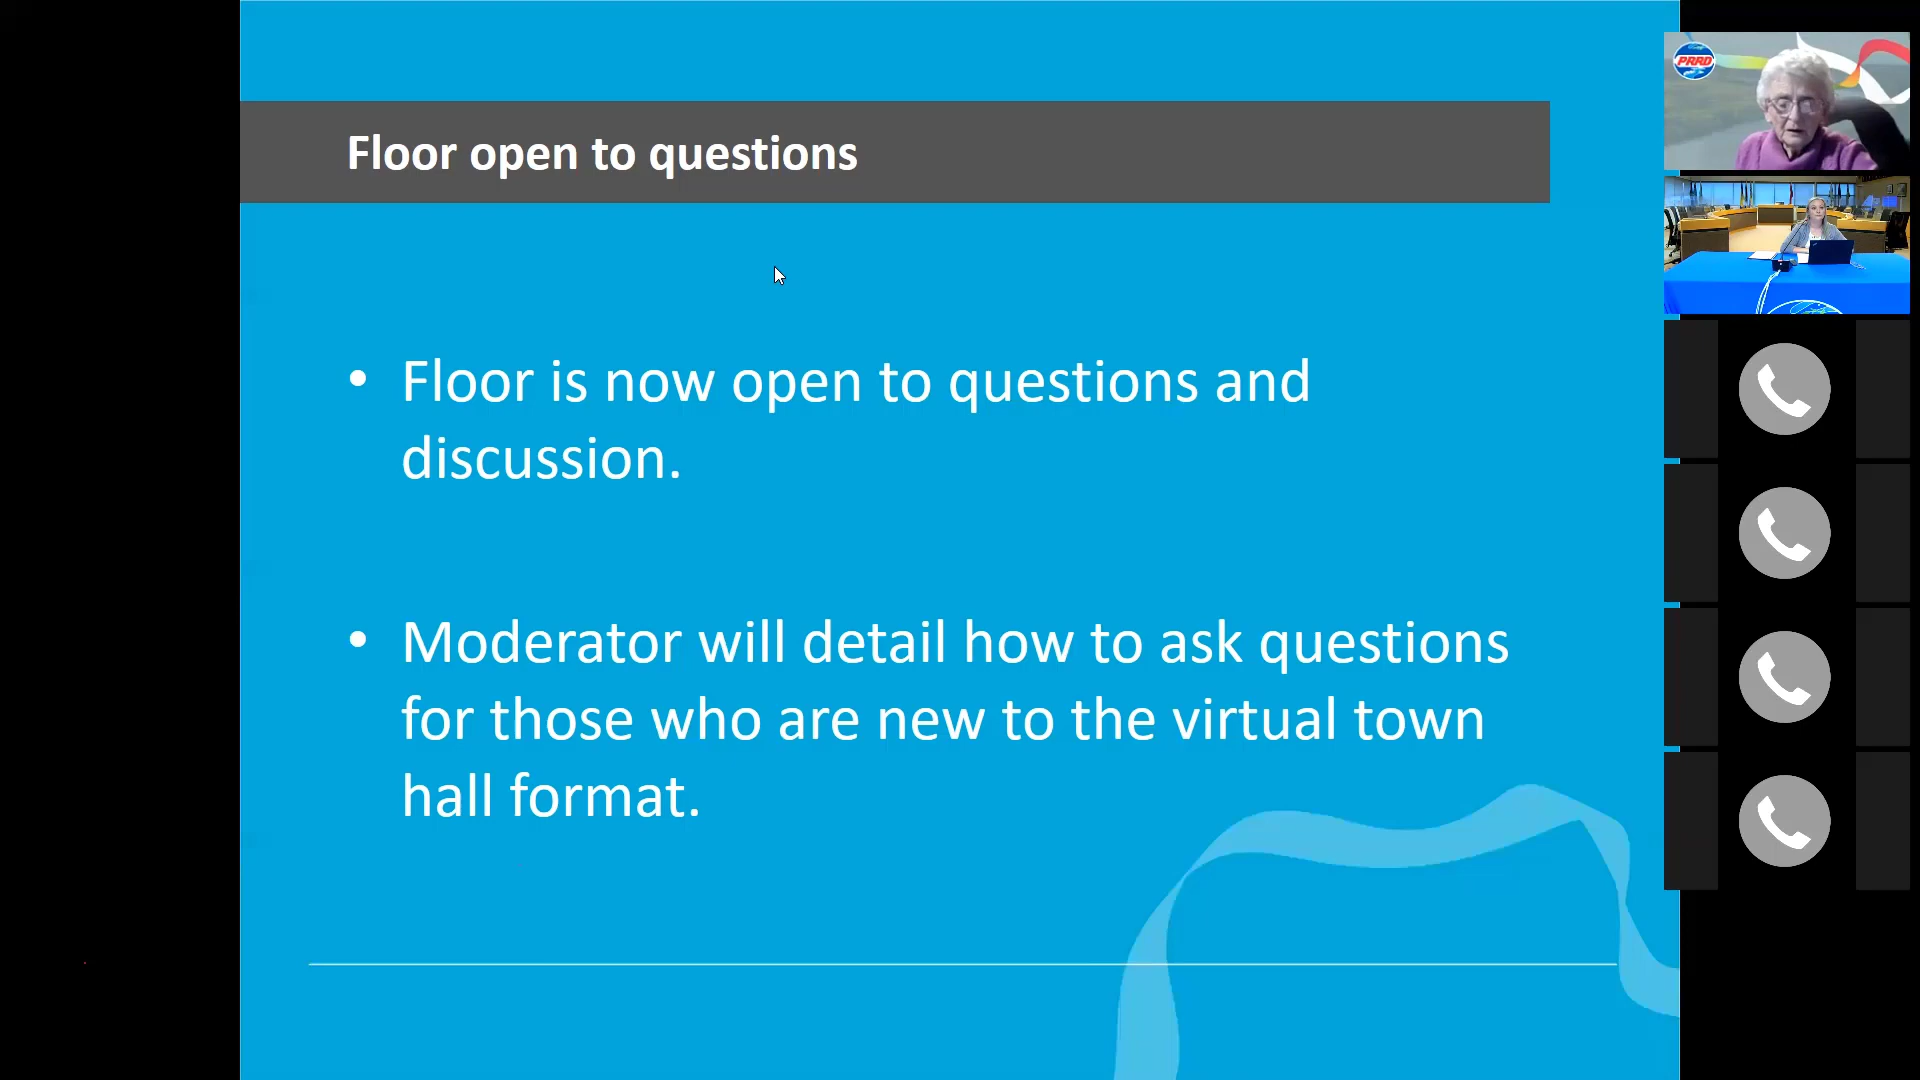 Floor open to questions
PRRD
• Floor is now open to questions and
discussion.
• Moderator will detail how to ask questions
for those who are new to the virtual town
hall format.